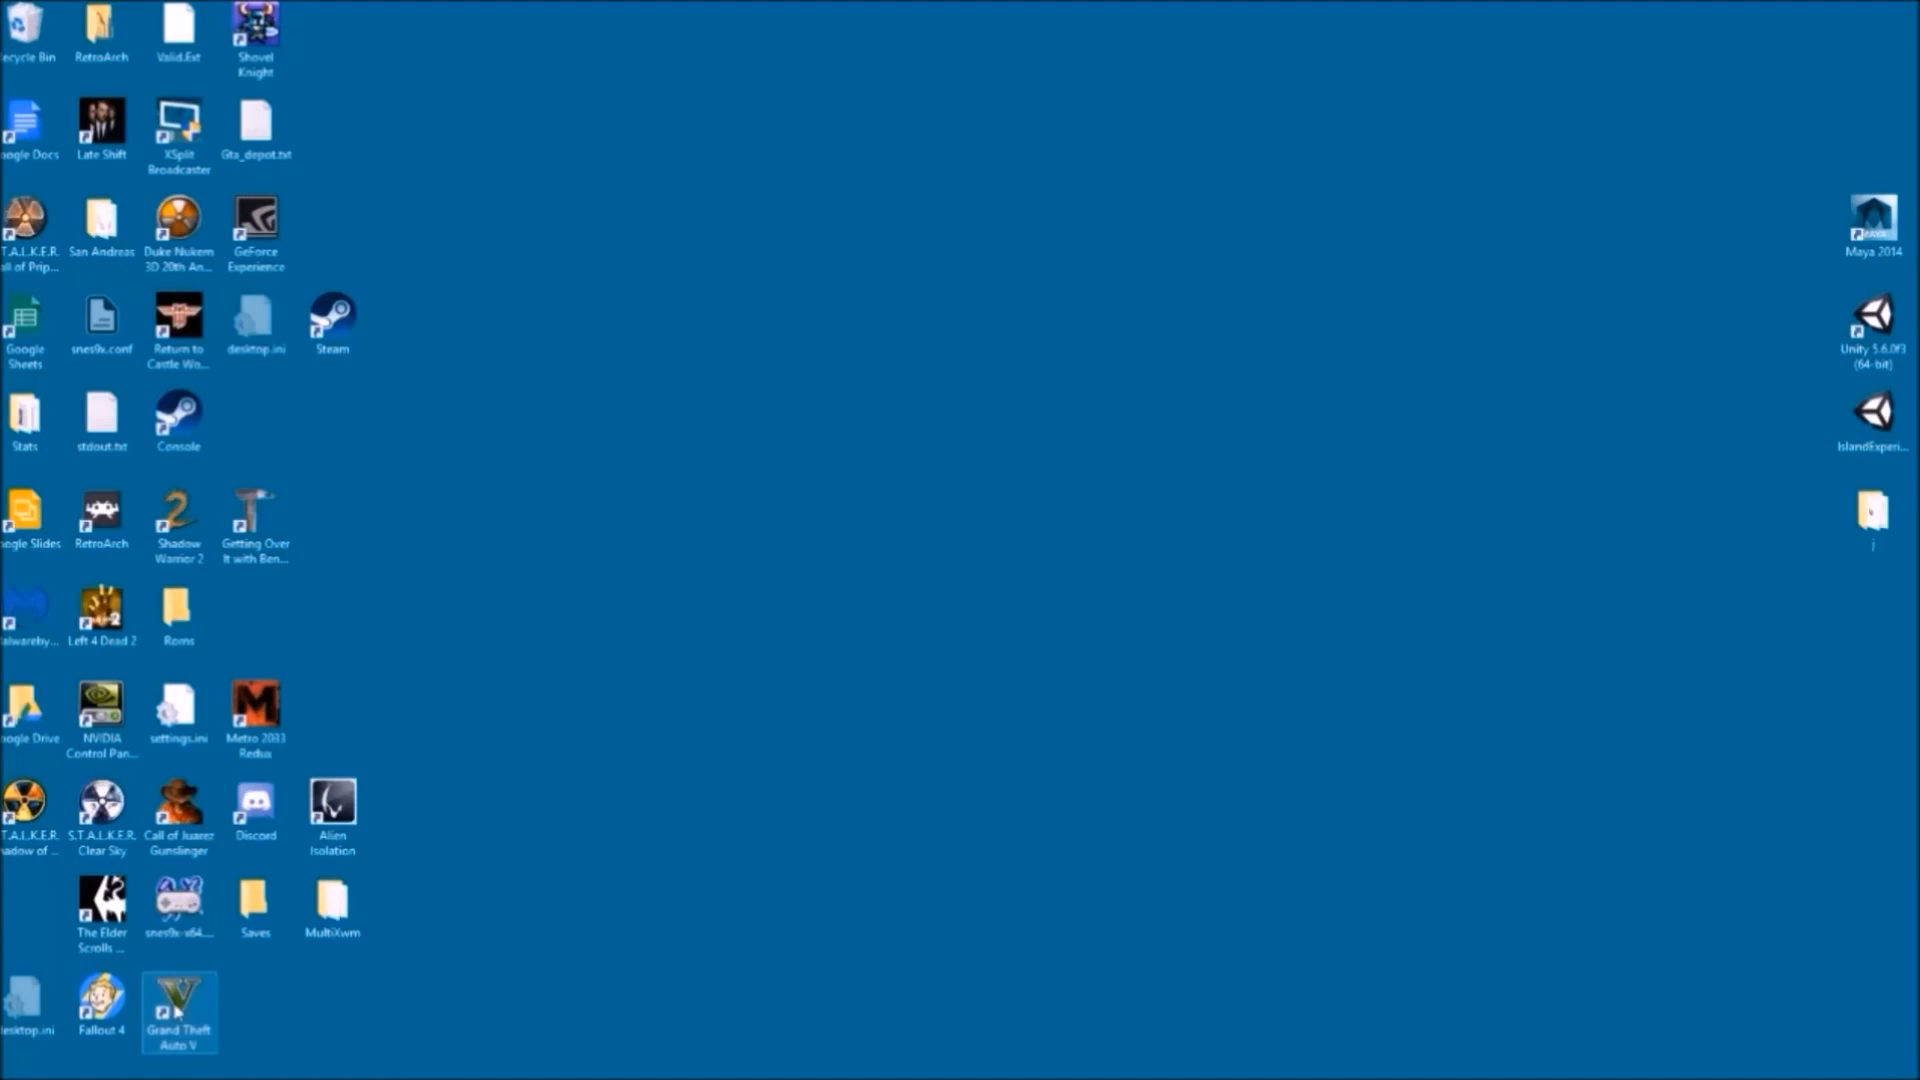 ecycle Bin
RetroArch
Valid.Ext
Shovel
Knight
oogle Docs
Late Shift
XSplit
Broadcaster
Gta_depot.txt
T.A.L.K.E.R.
all of Prip...
San Andreas
Duke Nukem
3D 20th An...
GeForce
Experience
Maya 2014
Google
Sheets
snes9x.conf
Return to
Castle Wo...
desktop.ini
Steam
Unity 5.6.0f3
(64-bit)
Stats
stdout.txt
Console
IslandExperi...
oogle Slides
RetroArch
Shadow
Warrior 2
Getting Over
It with Ben...
alwareby...
Left 4 Dead 2
Roms
oogle Drive
NVIDIA
Control Pan...
settings.ini
Metro 2033
Redux
T.A.L.K.E.R.
hadow of ...
S.T.A.L.K.E.R.
Clear Sky
Call of Juarez
Gunslinger
Discord
Alien
Isolation
The Elder
Scrolls ...
snes9x-x64....
Saves
MultiXwm
desktop.ini
Fallout 4
Grand Theft
Auto V